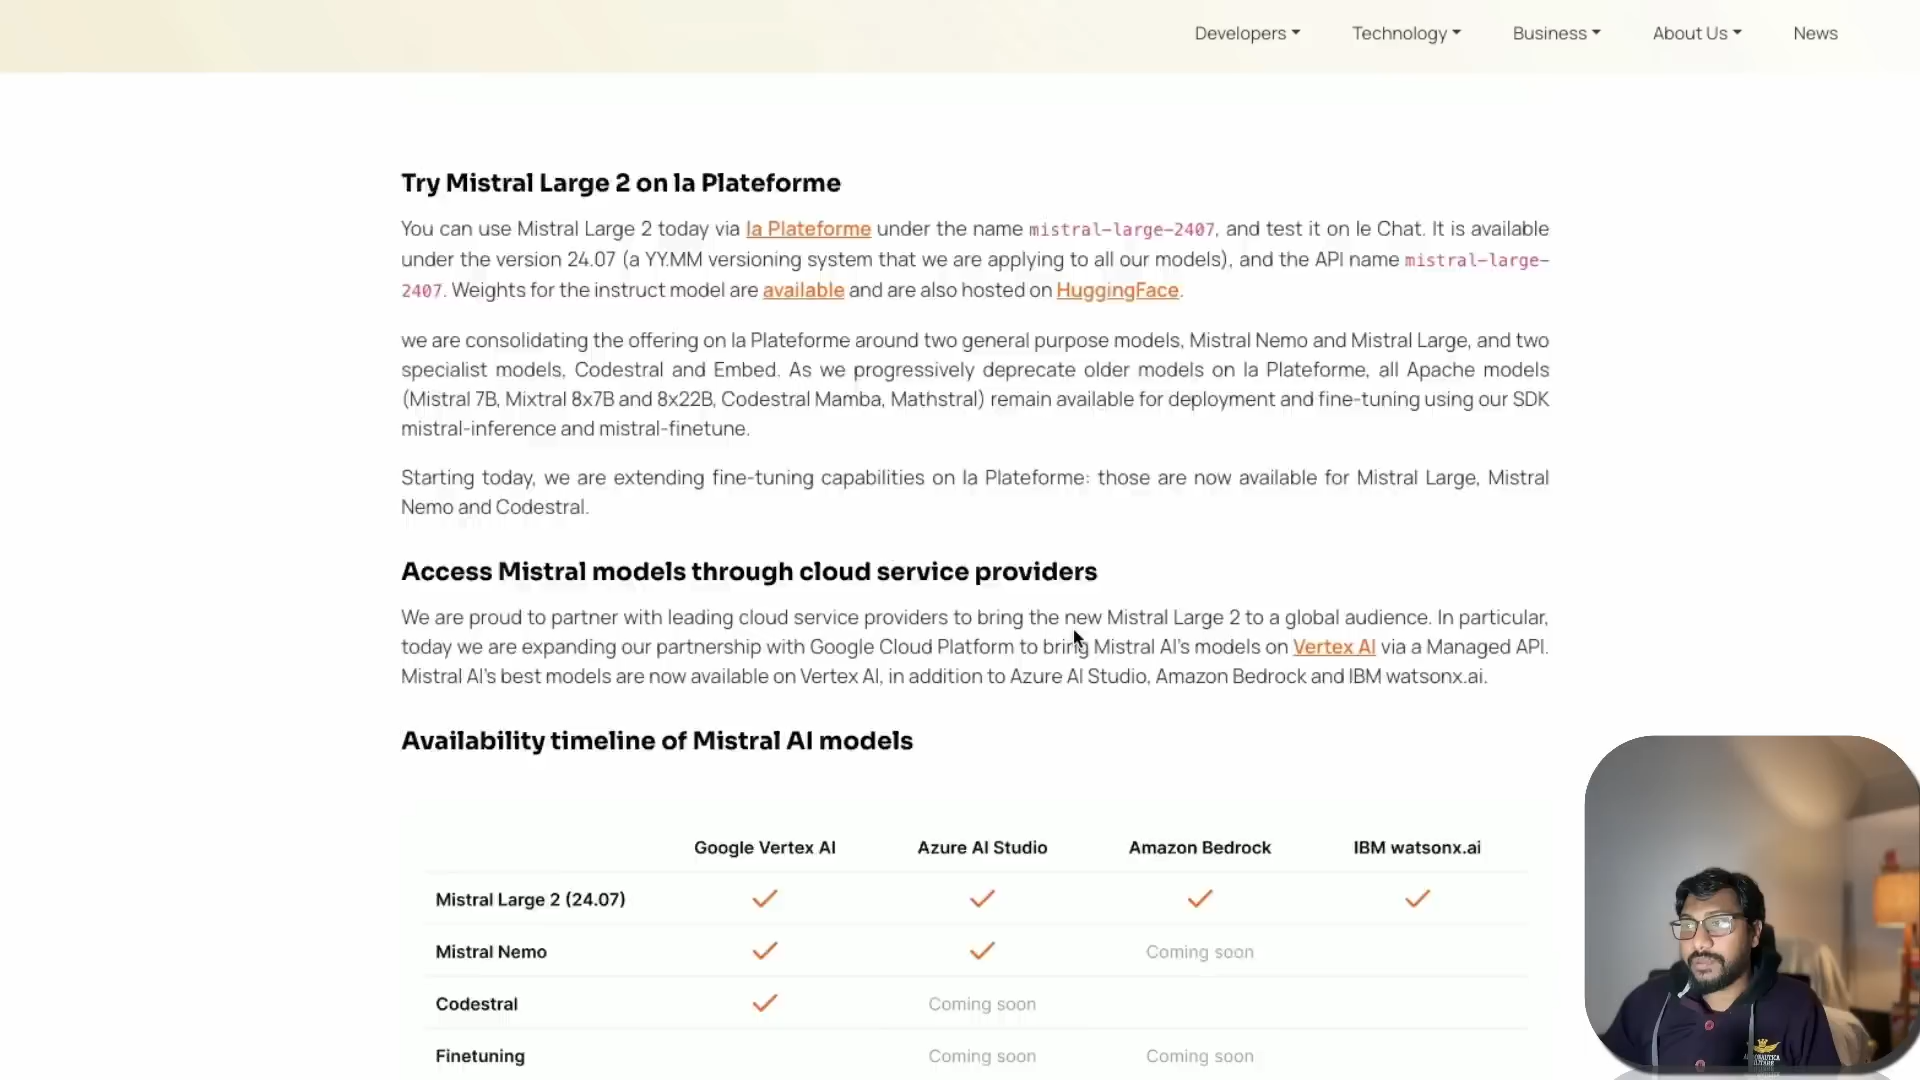 Developers Technology Business About Us News
Try Mistral Large 2 on la Plateforme
You can use Mistral Large 2 today via la Plateforme under the name mistral-large-2407, and test it on le Chat. It is available
under the version 24.07 (a YY.MM versioning system that we are applying to all our models), and the API name mistral-large-
2407. Weights for the instruct model are available and are also hosted on HuggingFace.
we are consolidating the offering on la Plateforme around two general purpose models, Mistral Nemo and Mistral Large, and two
specialist models, Codestral and Embed. As we progressively deprecate older models on la Plateforme, all Apache models
(Mistral 7B, Mixtral 8x7B and 8x22B, Codestral Mamba, Mathstral) remain available for deployment and fine-tuning using our SDK
mistral-inference and mistral-finetune.
Starting today, we are extending fine-tuning capabilities on la Plateforme: those are now available for Mistral Large, Mistral
Nemo and Codestral.
Access Mistral models through cloud service providers
We are proud to partner with leading cloud service providers to bring the new Mistral Large 2 to a global audience. In particular,
today we are expanding our partnership with Google Cloud Platform to bring Mistral AI's models on Vertex AI via a Managed API.
Mistral AI's best models are now available on Vertex AI, in addition to Azure AI Studio, Amazon Bedrock and IBM watsonx.ai.
Availability timeline of Mistral AI models
Google Vertex AI Azure AI Studio Amazon Bedrock IBM watsonx.ai
Mistral Large 2 (24.07)
Mistral Nemo Coming soon
Codestral Coming soon
Finetuning Coming soon Coming soon